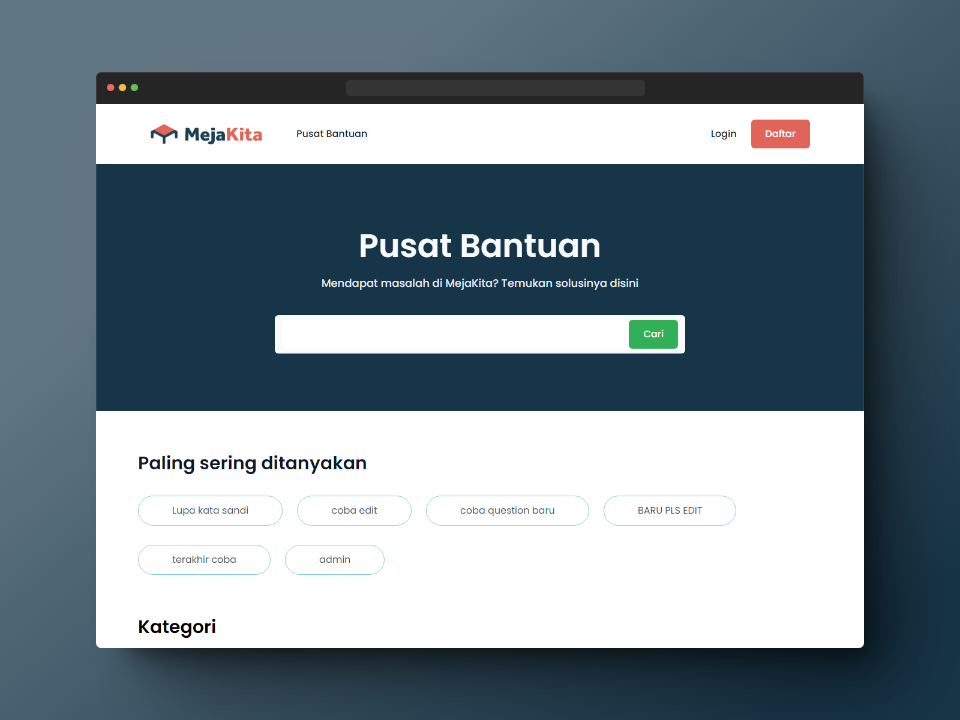 MejaKita
Pusat Bantuan
Login
Daftar
Pusat Bantuan
Mendapat masalah di MejaKita? Temukan solusinya disini
Cari
Paling sering ditanyakan
Lupa kata sandi
coba edit
coba question baru
BARU PLS EDIT
terakhir coba
admin
Kategori